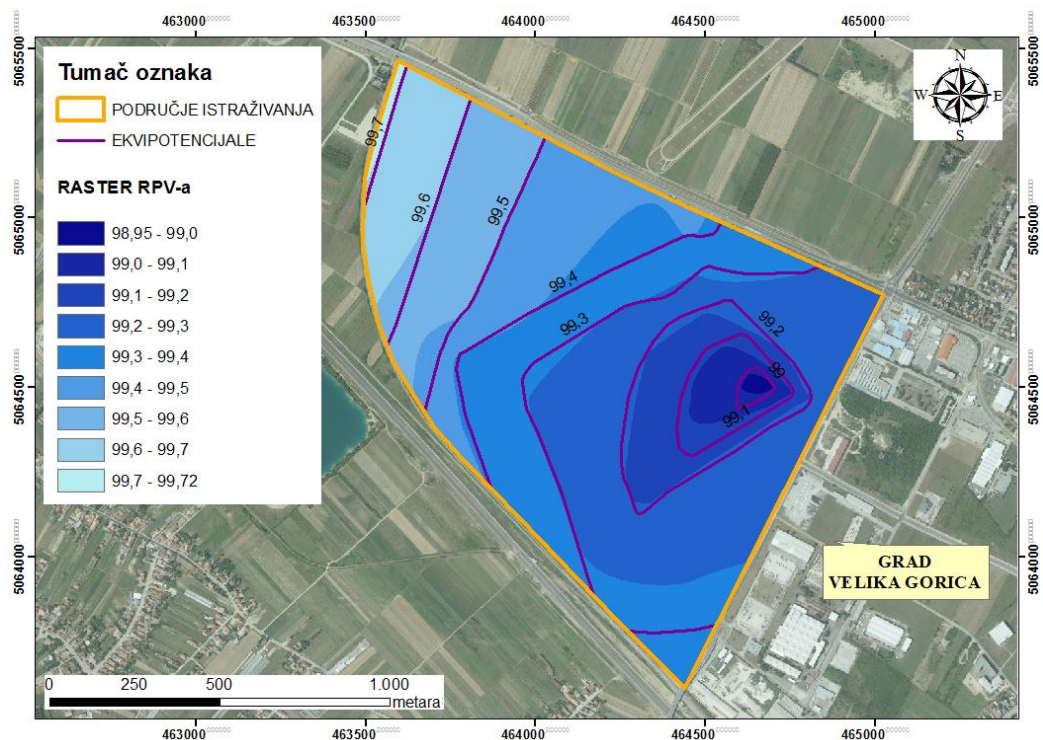 463000 463500 464000 464500 465000
5065500
5065000
5064500
5064000
Tumač oznaka
PODRUČJE ISTRAŽIVANJA
EKVIPOTENCIJALE
RASTER RPV-a
98,95 - 99,0
99,0 - 99,1
99,1 - 99,2
99,2 - 99,3
99,3 - 99,4
99,4 - 99,5
99,5 - 99,6
99,6 - 99,7
99,7 - 99,72
N
W E
S
99,7
99,6
99,5
99,4
99,3
99,2
99
99,1
GRAD
VELIKA GORICA
0 250 500 1.000
metara
5065500
5065000
5064500
5064000
463000 463500 464000 464500 465000